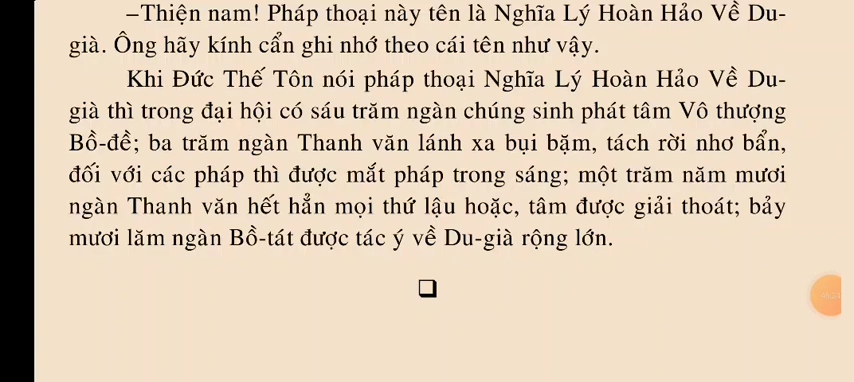 –Thiện nam! Pháp thoại này tên là Nghĩa Lý Hoàn Hảo Về Du-
già. Ông hãy kính cẩn ghi nhớ theo cái tên như vậy.
Khi Đức Thế Tôn nói pháp thoại Nghĩa Lý Hoàn Hảo Về Du-
già thì trong đại hội có sáu trăm ngàn chúng sinh phát tâm Vô thượng
Bồ-đề; ba trăm ngàn Thanh văn lánh xa bụi bặm, tách rời nhơ bẩn,
đối với các pháp thì được mắt pháp trong sáng; một trăm năm mươi
ngàn Thanh văn hết hẳn mọi thứ lậu hoặc, tâm được giải thoát; bảy
mươi lăm ngàn Bồ-tát được tác ý về Du-già rộng lớn.